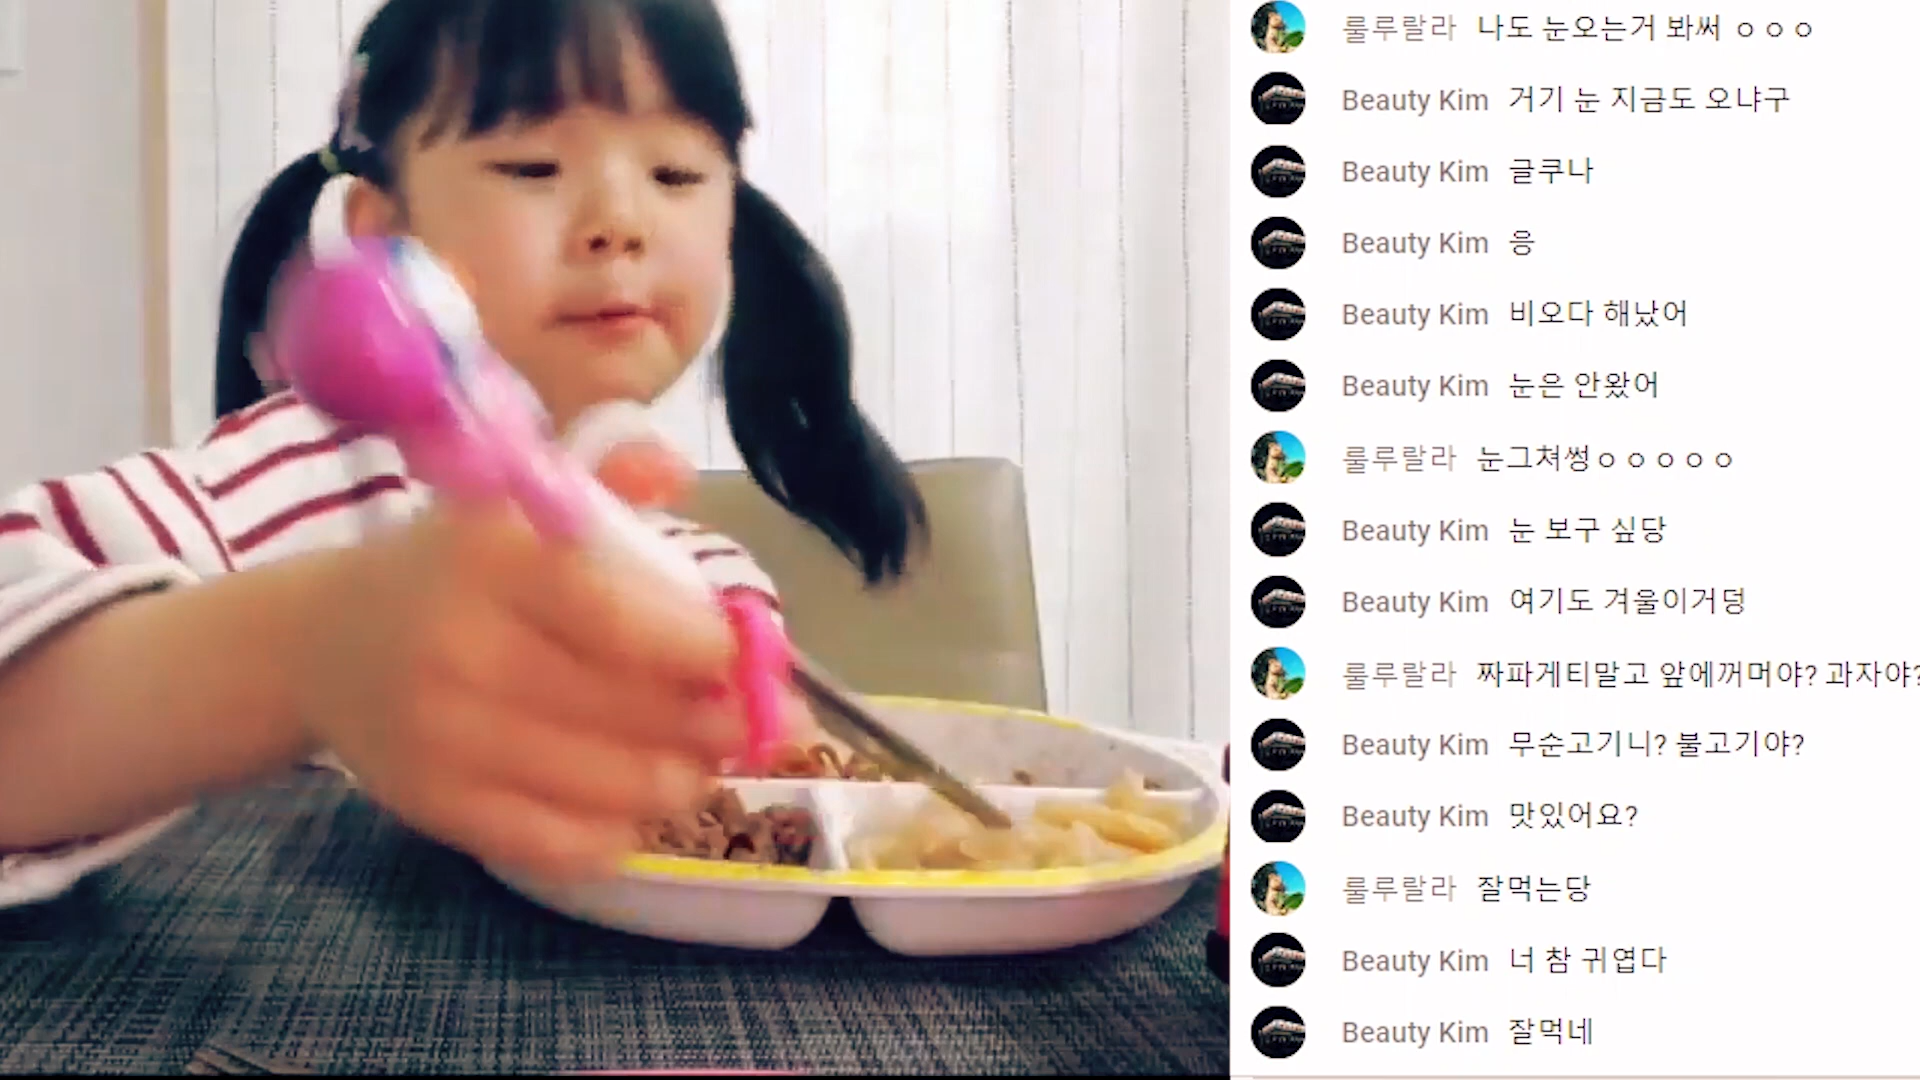 룰루랄라 나도 눈오는거 봐써 ㅇㅇㅇ
Beauty Kim 거기 눈 지금도 오냐구
Beauty Kim 글쿠나
Beauty Kim 응
Beauty Kim 비오다 해났어
Beauty Kim 눈은 안왔어
룰루랄라 눈그쳐썽ㅇㅇㅇㅇㅇ
Beauty Kim 눈 보구 싶당
Beauty Kim 여기도 겨울이거덩
룰루랄라 짜파게티말고 앞에꺼머야? 과자야?
Beauty Kim 무순고기니? 불고기야?
Beauty Kim 맛있어요?
룰루랄라 잘먹는당
Beauty Kim 너 참 귀엽다
Beauty Kim 잘먹네